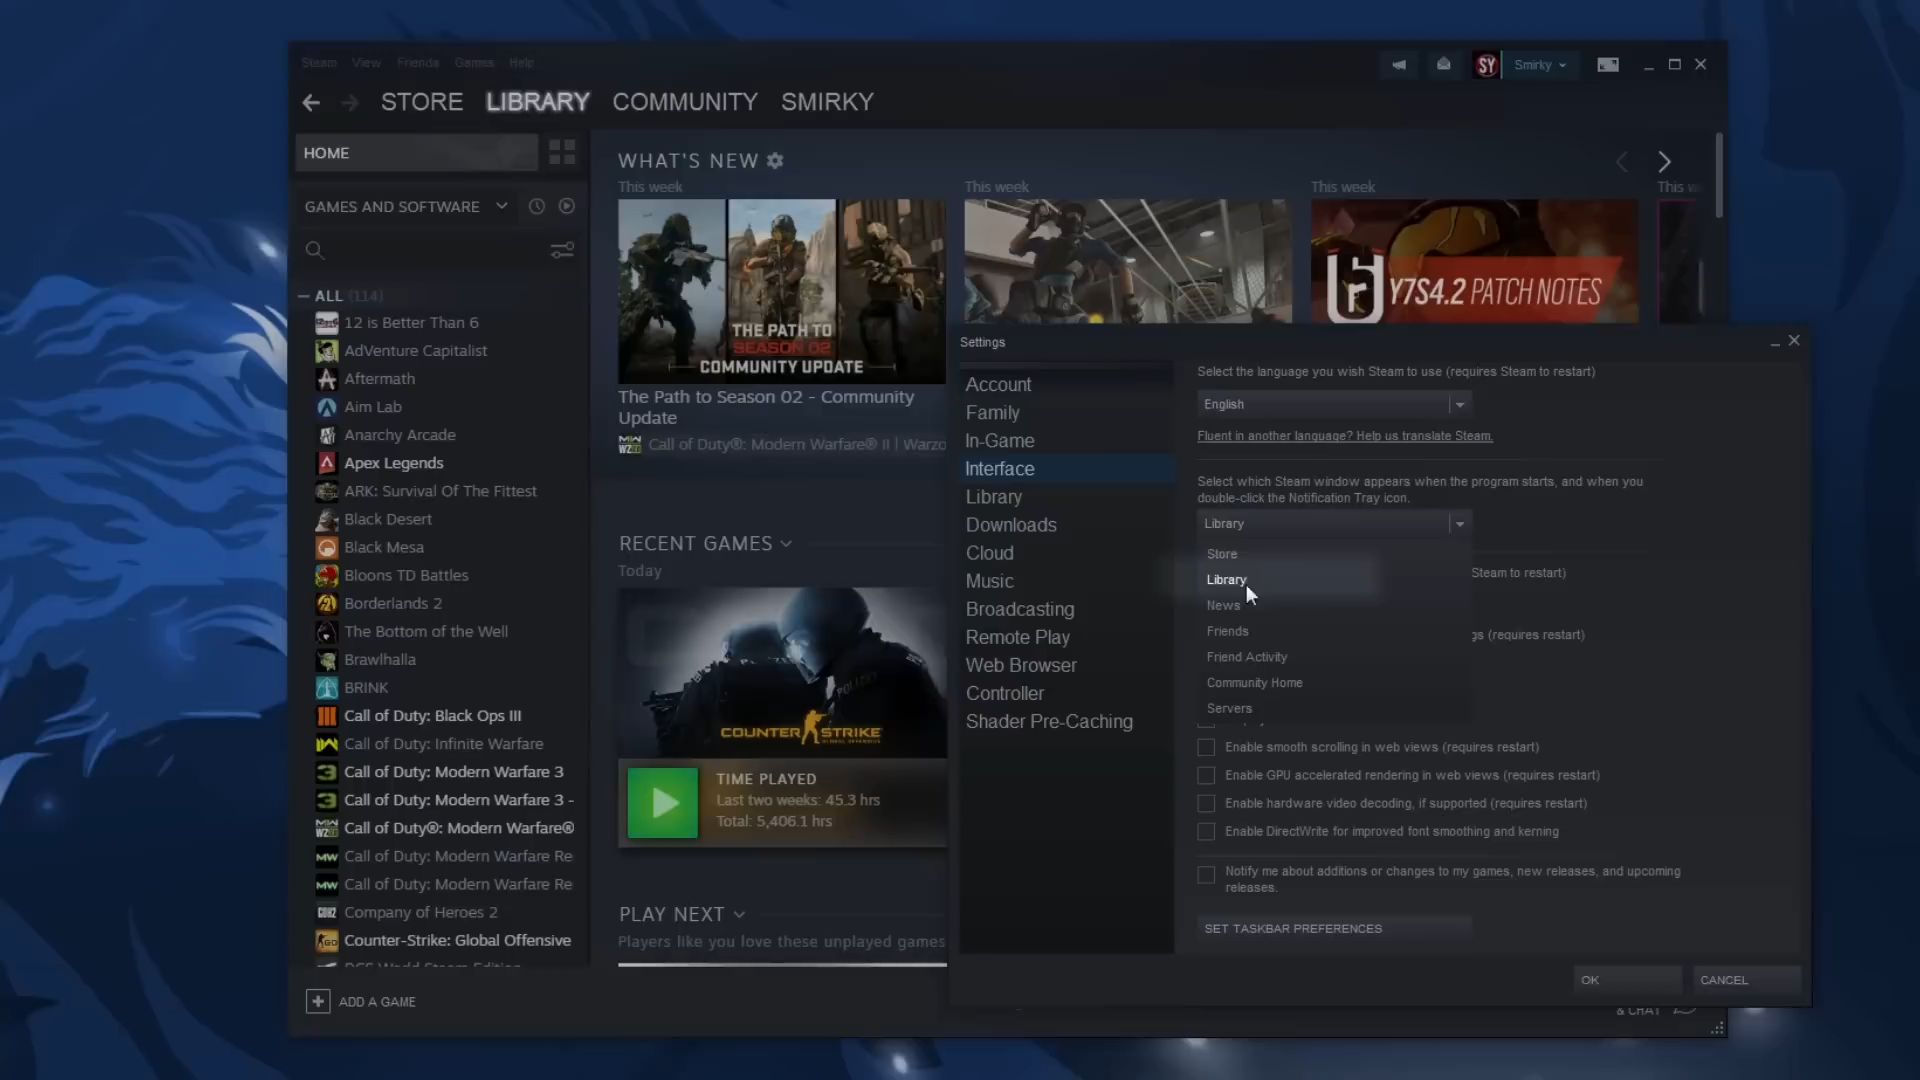 Steam View Friends Games Help
SY Smirky
STORE LIBRARY COMMUNITY SMIRKY
HOME
GAMES AND SOFTWARE
ALL (114)
12 is Better Than 6
AdVenture Capitalist
Aftermath
Aim Lab
Anarchy Arcade
Apex Legends
ARK: Survival Of The Fittest
Black Desert
Black Mesa
Bloons TD Battles
Borderlands 2
The Bottom of the Well
Brawlhalla
BRINK
Call of Duty: Black Ops III
Call of Duty: Infinite Warfare
Call of Duty: Modern Warfare 3
Call of Duty: Modern Warfare 3 -
Call of Duty®: Modern Warfare®
Call of Duty: Modern Warfare Re
Call of Duty: Modern Warfare Re
Company of Heroes 2
Counter-Strike: Global Offensive
DCS World Steam Edition
ADD A GAME
WHAT'S NEW
This week
This week
This week
This w
THE PATH TO
SEASON 02
COMMUNITY UPDATE
Y7S4.2 PATCH NOTES
The Path to Season 02 - Community
Update
Call of Duty®: Modern Warfare® II | Warzo
RECENT GAMES
Today
POLICE
COUNTER STRIKE
GLOBAL OFFENSIVE
TIME PLAYED
Last two weeks: 45.3 hrs
Total: 5,406.1 hrs
PLAY NEXT
Players like you love these unplayed games
Settings
Account
Family
In-Game
Interface
Library
Downloads
Cloud
Music
Broadcasting
Remote Play
Web Browser
Controller
Shader Pre-Caching
Select the language you wish Steam to use (requires Steam to restart)
English
Fluent in another language? Help us translate Steam.
Select which Steam window appears when the program starts, and when you
double-click the Notification Tray icon.
Library
Store
Library
News
Friends
Friend Activity
Community Home
Servers
Steam to restart)
gs (requires restart)
Enable smooth scrolling in web views (requires restart)
Enable GPU accelerated rendering in web views (requires restart)
Enable hardware video decoding, if supported (requires restart)
Enable DirectWrite for improved font smoothing and kerning
Notify me about additions or changes to my games, new releases, and upcoming
releases.
SET TASKBAR PREFERENCES
OK CANCEL
& CHAT